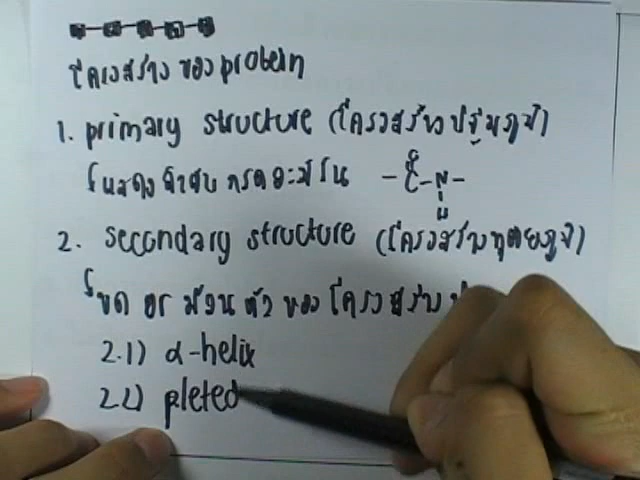 โครงสร้าง ของ protein
1. primary structure (โครงสร้างปฐมภูมิ)
แสดงลำดับ กรดอะมิโน
2. secondary structure (โครงสร้างทุติยภูมิ)
ขด or ม้วน ตัว ของ โครงสร้าง
2.1) α-helix
2.2) pleted